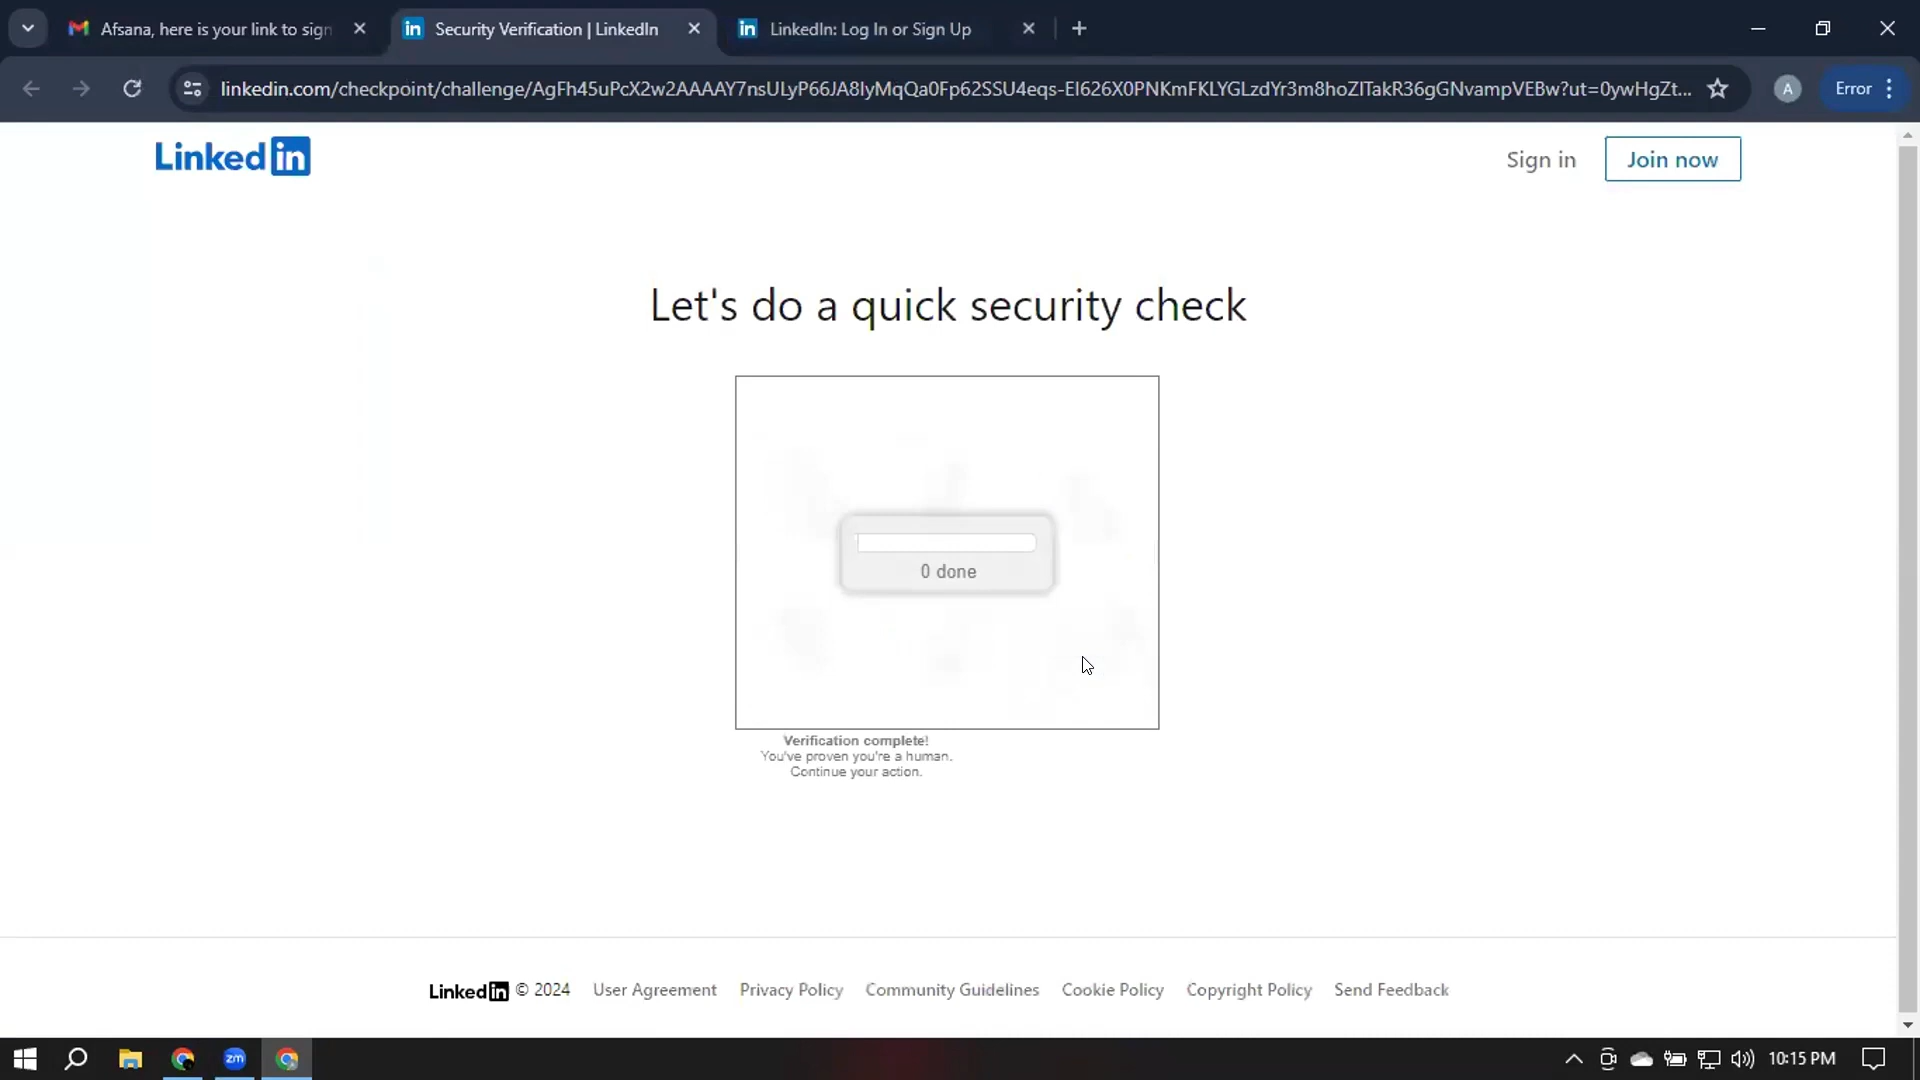 Afsana, here is your link to sign
Security Verification | LinkedIn
LinkedIn: Log In or Sign Up
linkedin.com/checkpoint/challenge/AgFh45uPcX2w2AAAAY7nsULyP66JA8lyMqQa0Fp62SSU4eqs-EI626X0PNKmFKLYGLzdYr3m8hoZlTakR36gGNvampVEBw?ut=0ywHgZt...
A
Error
Linked in
Sign in
Join now
Let's do a quick security check
0 done
Verification complete!
You've proven you're a human.
Continue your action.
Linked in © 2024 User Agreement Privacy Policy Community Guidelines Cookie Policy Copyright Policy Send Feedback
zm
10:15 PM